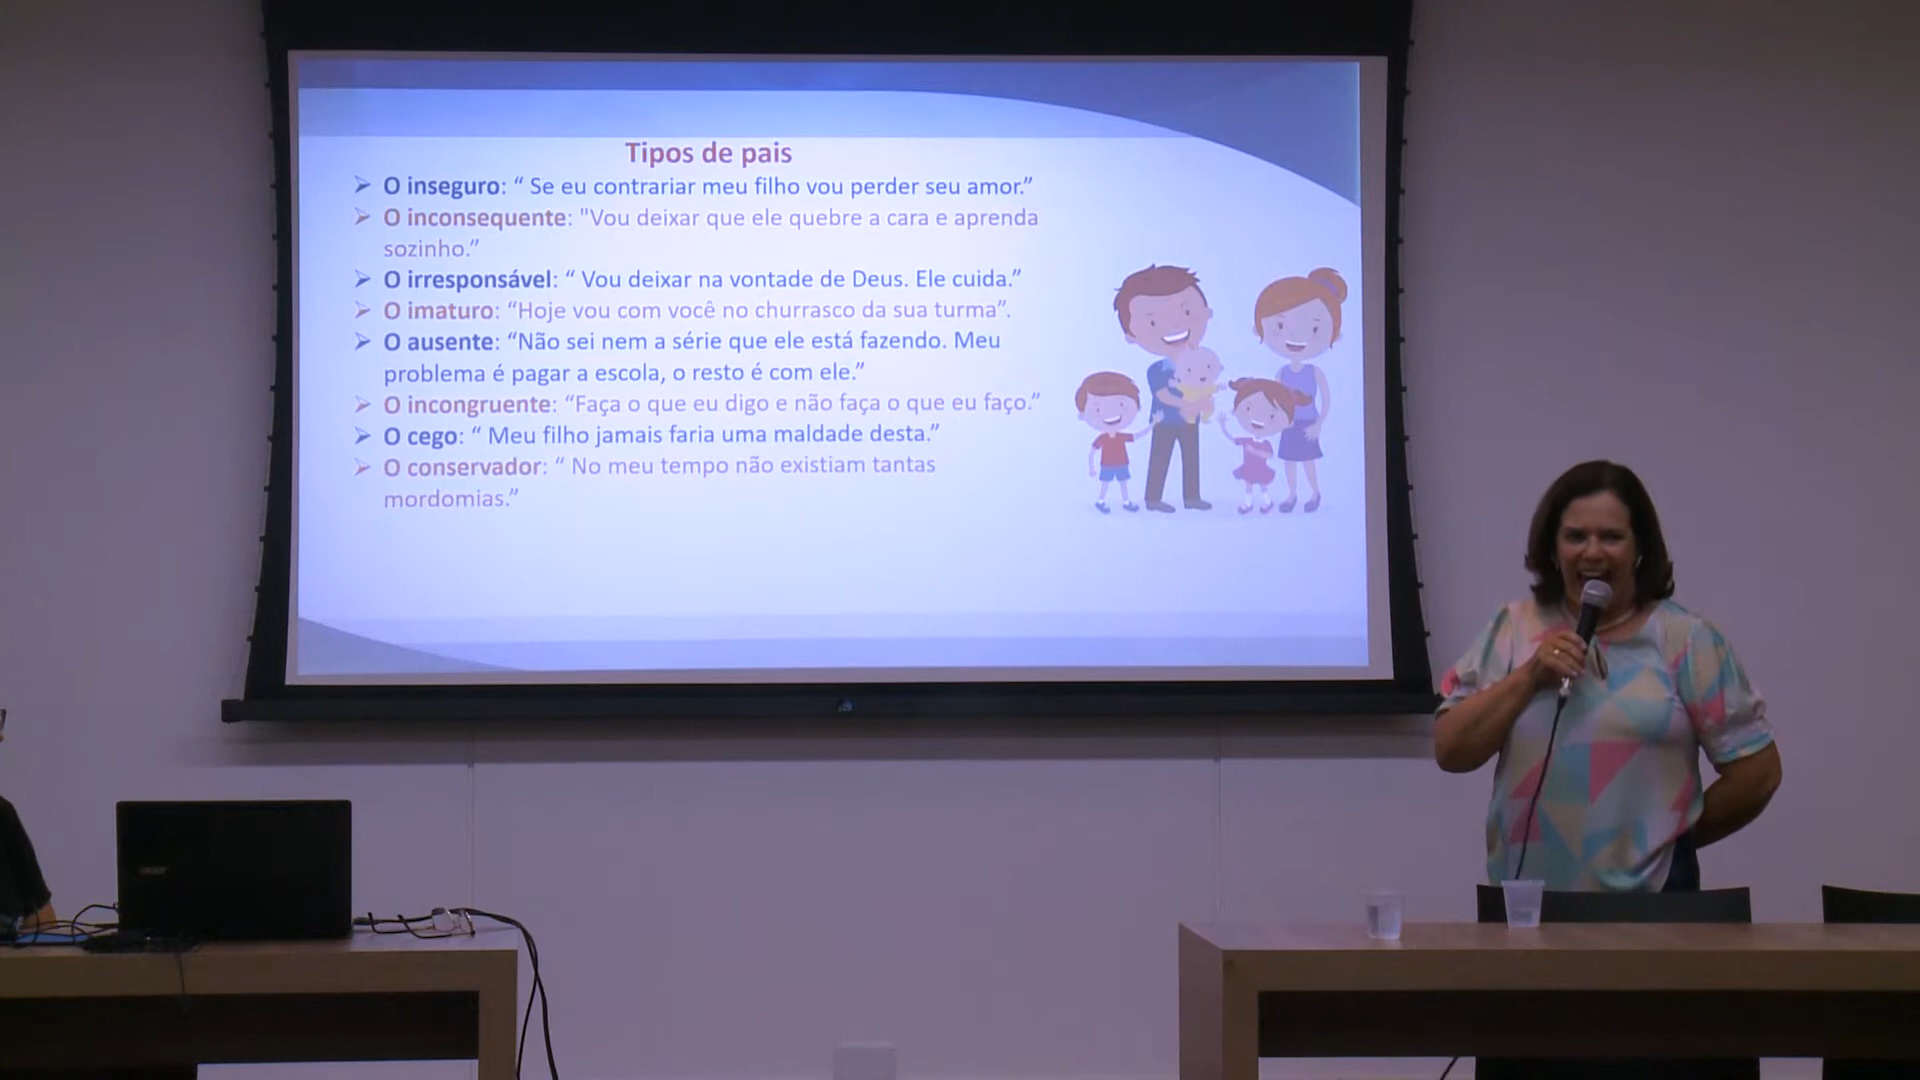 Tipos de pais
➢ O inseguro: “ Se eu contrariar meu filho vou perder seu amor.”
➢ O inconsequente: "Vou deixar que ele quebre a cara e aprenda
sozinho.”
➢ O irresponsável: “ Vou deixar na vontade de Deus. Ele cuida.”
➢ O imaturo: “Hoje vou com você no churrasco da sua turma”.
➢ O ausente: “Não sei nem a série que ele está fazendo. Meu
problema é pagar a escola, o resto é com ele.”
➢ O incongruente: “Faça o que eu digo e não faça o que eu faço.”
➢ O cego: “ Meu filho jamais faria uma maldade desta.”
➢ O conservador: “ No meu tempo não existiam tantas
mordomias.”